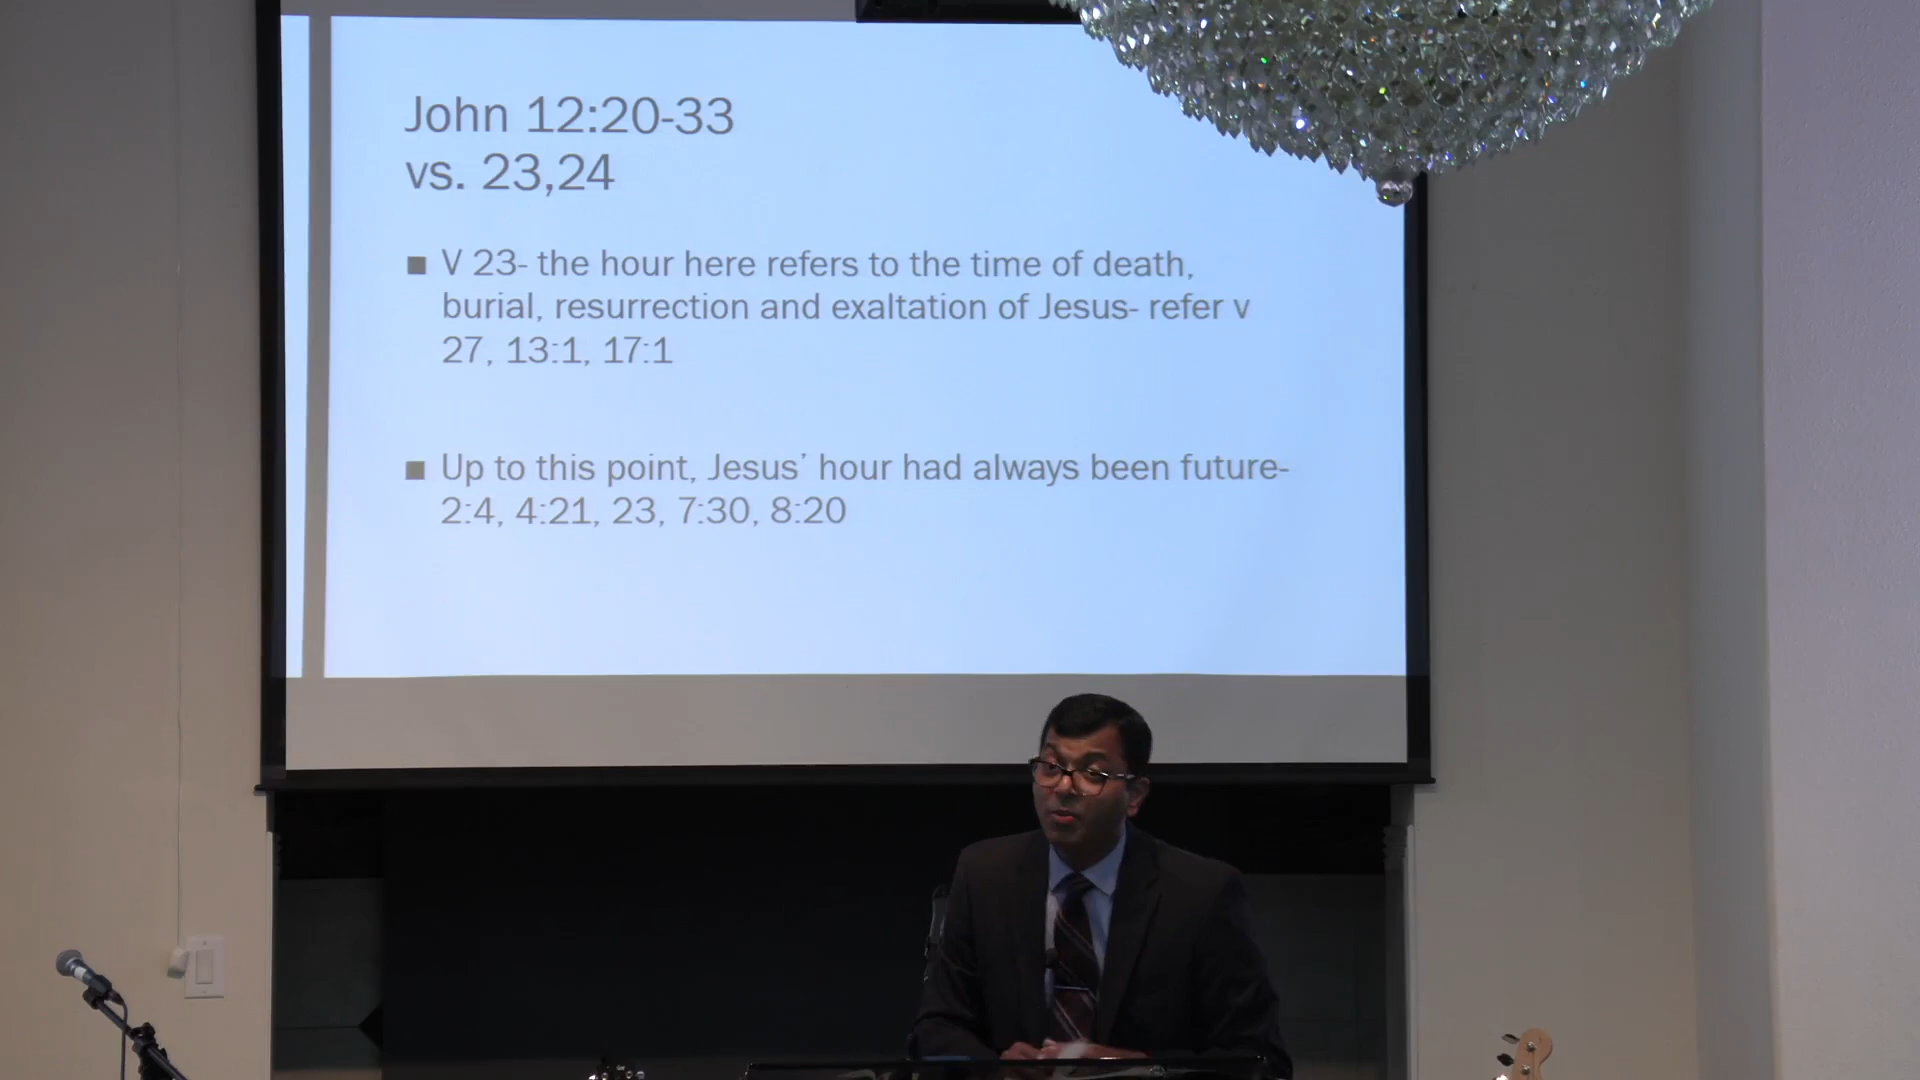 John 12:20-33
vs. 23,24
■ V 23- the hour here refers to the time of death,
burial, resurrection and exaltation of Jesus- refer v
27, 13:1, 17:1
■ Up to this point, Jesus’ hour had always been future-
2:4, 4:21, 23, 7:30, 8:20